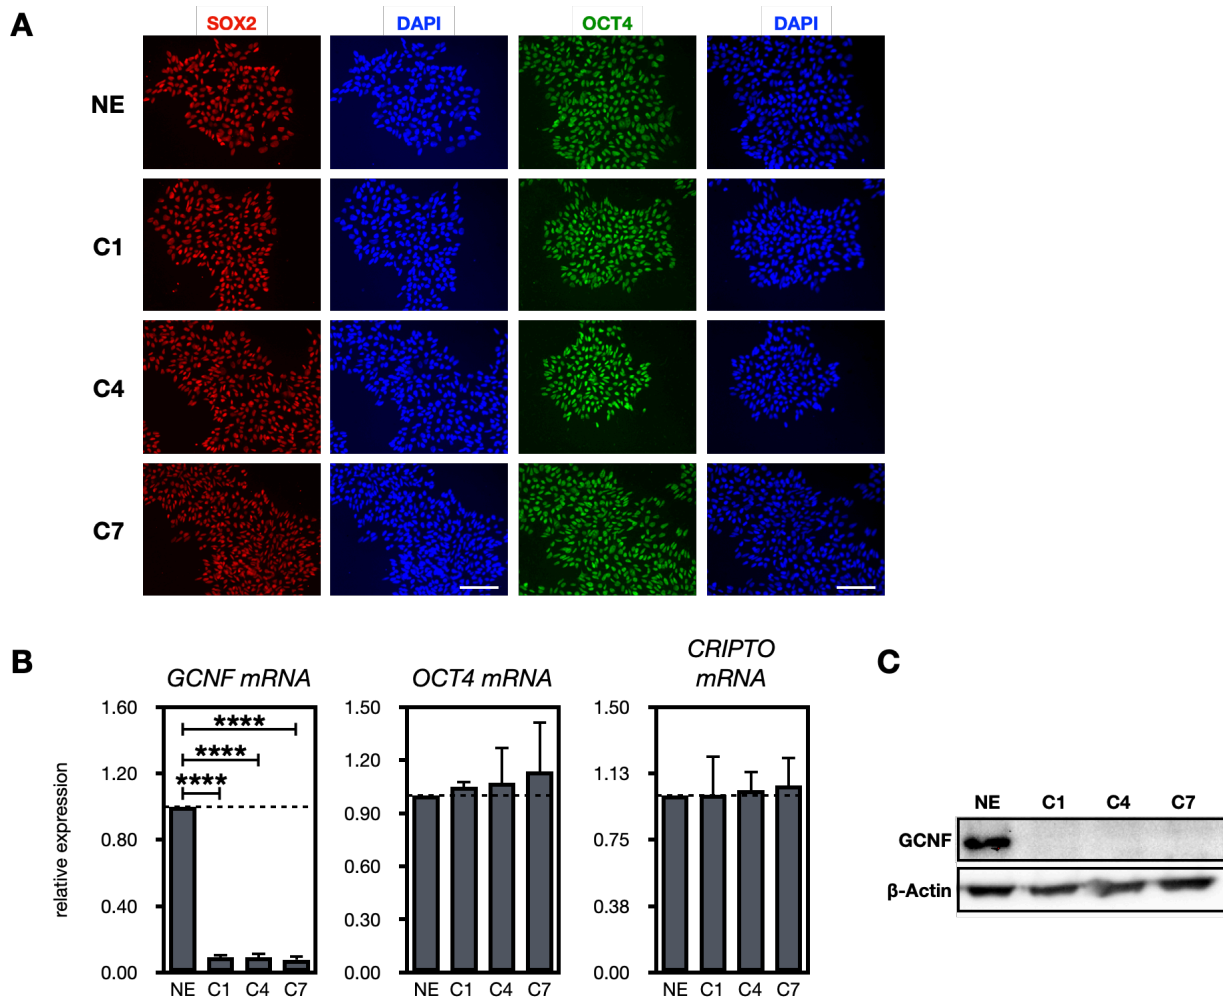 A
SOX2 DAPI OCT4 DAPI
NE
C1
C4
C7
B
GCNF mRNA
1.60
1.20
0.80
0.40
0.00
relative expression
****
****
****
NE C1 C4 C7
OCT4 mRNA
1.50
1.20
0.90
0.60
0.30
0.00
NE C1 C4 C7
CRIPTO
mRNA
1.50
1.13
0.75
0.38
0.00
NE C1 C4 C7
C
NE C1 C4 C7
GCNF
β-Actin